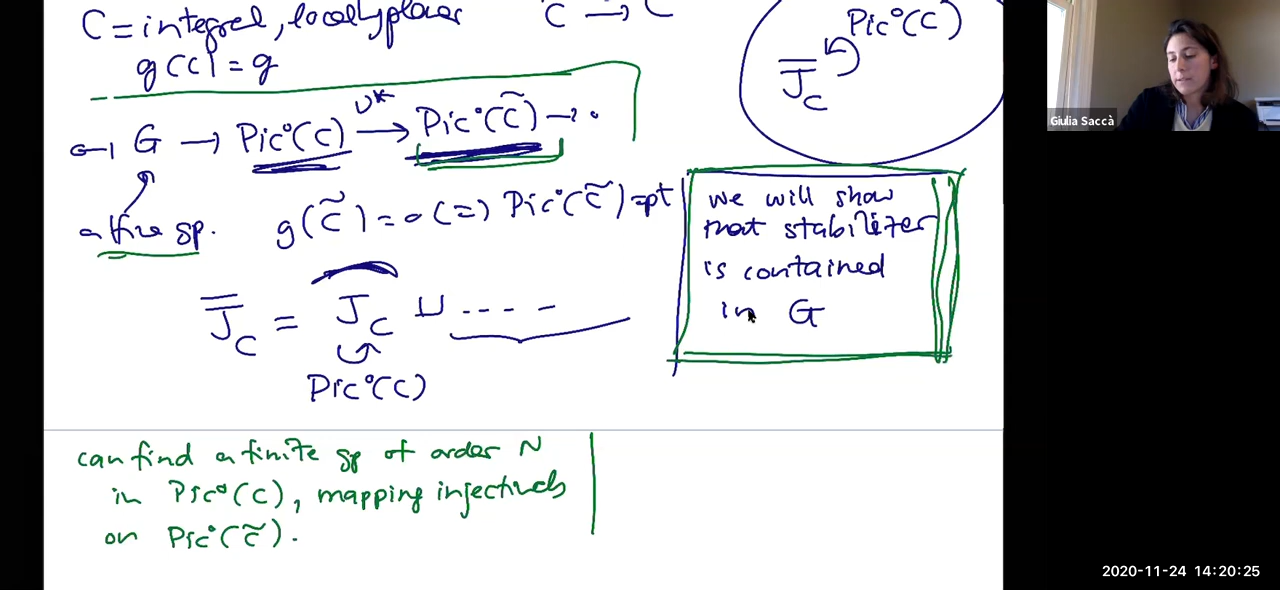 C = integral, locally planar
C̃ → C
g(C) = g
0 → G → Pic°(C) →ν* Pic°(C̃) → 0
affine gp.
g(C̃) = 0 (=) Pic°(C̃) = pt
J̅_C = J_C ⊔ ----
Pic°(C)
Pic°(C)
J̅_C
Giulia Saccà
we will show
that stabilizer
is contained
in G
can find a finite gp of order N
in Pic°(C), mapping injectively
on Pic°(C̃).
2020-11-24 14:20:25